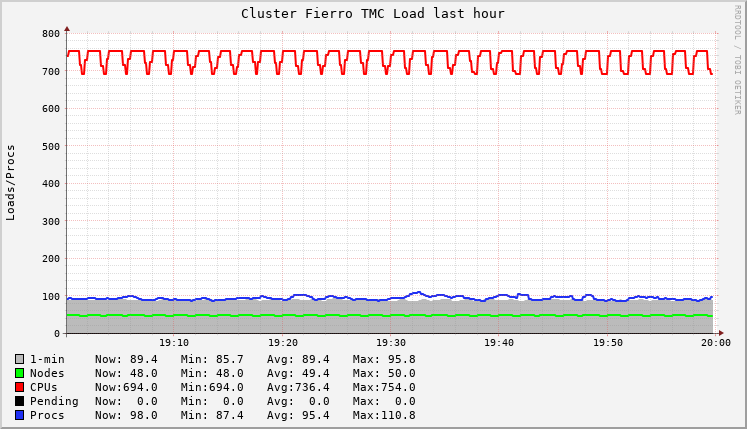 Cluster Fierro TMC Load last hour
RRDTOOL / TOBI OETIKER
Loads/Procs
800
700
600
500
400
300
200
100
0
19:10 19:20 19:30 19:40 19:50 20:00
1-min Now: 89.4 Min: 85.7 Avg: 89.4 Max: 95.8
Nodes Now: 48.0 Min: 48.0 Avg: 49.4 Max: 50.0
CPUs Now:694.0 Min:694.0 Avg:736.4 Max:754.0
Pending Now: 0.0 Min: 0.0 Avg: 0.0 Max: 0.0
Procs Now: 98.0 Min: 87.4 Avg: 95.4 Max:110.8